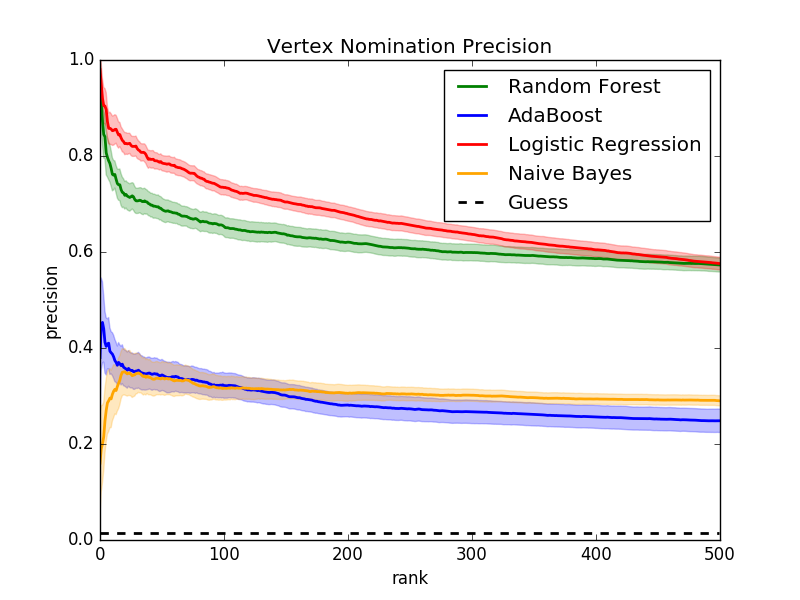 Vertex Nomination Precision
1.0
0.8
0.6
0.4
0.2
0.0
precision
Random Forest
AdaBoost
Logistic Regression
Naive Bayes
Guess
0 100 200 300 400 500
rank